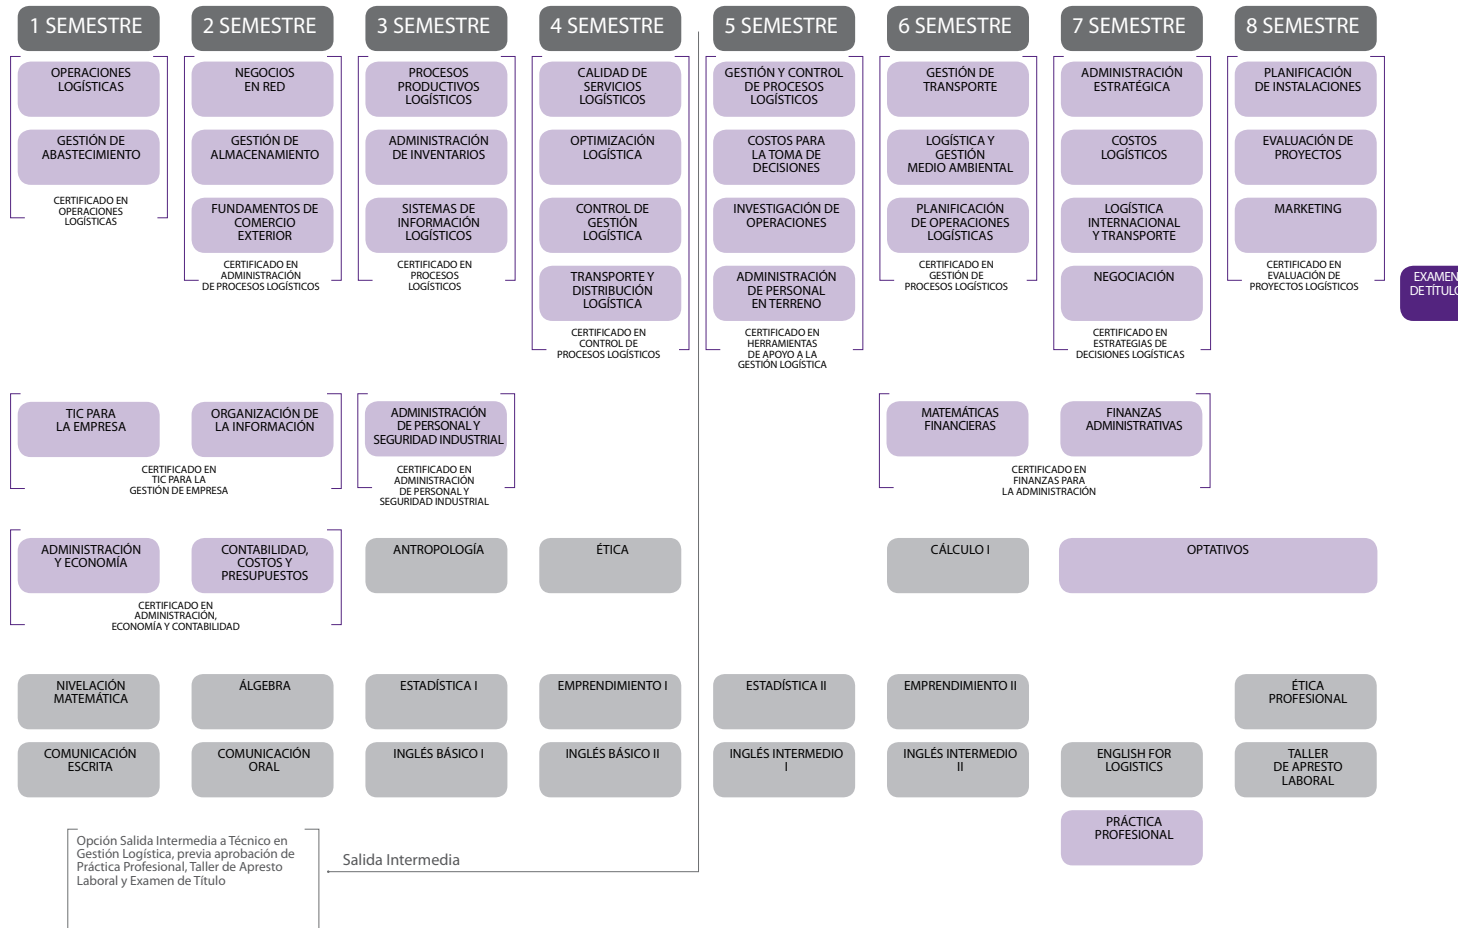 1 SEMESTRE
2 SEMESTRE
3 SEMESTRE
4 SEMESTRE
5 SEMESTRE
6 SEMESTRE
7 SEMESTRE
8 SEMESTRE
OPERACIONES
LOGÍSTICAS
NEGOCIOS
EN RED
PROCESOS
PRODUCTIVOS
LOGÍSTICOS
CALIDAD DE
SERVICIOS
LOGÍSTICOS
GESTIÓN Y CONTROL
DE PROCESOS
LOGÍSTICOS
GESTIÓN DE
TRANSPORTE
ADMINISTRACIÓN
ESTRATÉGICA
PLANIFICACIÓN
DE INSTALACIONES
GESTIÓN DE
ABASTECIMIENTO
GESTIÓN DE
ALMACENAMIENTO
ADMINISTRACIÓN
DE INVENTARIOS
OPTIMIZACIÓN
LOGÍSTICA
COSTOS PARA
LA TOMA DE
DECISIONES
LOGÍSTICA Y
GESTIÓN
MEDIO AMBIENTAL
COSTOS
LOGÍSTICOS
EVALUACIÓN DE
PROYECTOS
CERTIFICADO EN
OPERACIONES
LOGÍSTICAS
FUNDAMENTOS DE
COMERCIO
EXTERIOR
SISTEMAS DE
INFORMACIÓN
LOGÍSTICOS
CONTROL DE
GESTIÓN
LOGÍSTICA
INVESTIGACIÓN DE
OPERACIONES
PLANIFICACIÓN
DE OPERACIONES
LOGÍSTICAS
LOGÍSTICA
INTERNACIONAL
Y TRANSPORTE
MARKETING
CERTIFICADO EN
ADMINISTRACIÓN
DE PROCESOS LOGÍSTICOS
CERTIFICADO EN
PROCESOS
LOGÍSTICOS
TRANSPORTE Y
DISTRIBUCIÓN
LOGÍSTICA
ADMINISTRACIÓN
DE PERSONAL
EN TERRENO
CERTIFICADO EN
GESTIÓN DE
PROCESOS LOGÍSTICOS
NEGOCIACIÓN
CERTIFICADO EN
EVALUACIÓN DE
PROYECTOS LOGÍSTICOS
EXAMEN
DE TÍTULO
CERTIFICADO EN
CONTROL DE
PROCESOS LOGÍSTICOS
CERTIFICADO EN
HERRAMIENTAS
DE APOYO A LA
GESTIÓN LOGÍSTICA
CERTIFICADO EN
ESTRATEGIAS DE
DECISIONES LOGÍSTICAS
TIC PARA
LA EMPRESA
ORGANIZACIÓN DE
LA INFORMACIÓN
ADMINISTRACIÓN
DE PERSONAL Y
SEGURIDAD INDUSTRIAL
MATEMÁTICAS
FINANCIERAS
FINANZAS
ADMINISTRATIVAS
CERTIFICADO EN
TIC PARA LA
GESTIÓN DE EMPRESA
CERTIFICADO EN
ADMINISTRACIÓN
DE PERSONAL Y
SEGURIDAD INDUSTRIAL
CERTIFICADO EN
FINANZAS PARA
LA ADMINISTRACIÓN
ADMINISTRACIÓN
Y ECONOMÍA
CONTABILIDAD,
COSTOS Y
PRESUPUESTOS
ANTROPOLOGÍA
ÉTICA
CÁLCULO I
OPTATIVOS
CERTIFICADO EN
ADMINISTRACIÓN,
ECONOMÍA Y CONTABILIDAD
NIVELACIÓN
MATEMÁTICA
ÁLGEBRA
ESTADÍSTICA I
EMPRENDIMIENTO I
ESTADÍSTICA II
EMPRENDIMIENTO II
ÉTICA
PROFESIONAL
COMUNICACIÓN
ESCRITA
COMUNICACIÓN
ORAL
INGLÉS BÁSICO I
INGLÉS BÁSICO II
INGLÉS INTERMEDIO
I
INGLÉS INTERMEDIO
II
ENGLISH FOR
LOGISTICS
TALLER
DE APRESTO
LABORAL
PRÁCTICA
PROFESIONAL
Opción Salida Intermedia a Técnico en
Gestión Logística, previa aprobación de
Práctica Profesional, Taller de Apresto
Laboral y Examen de Título
Salida Intermedia